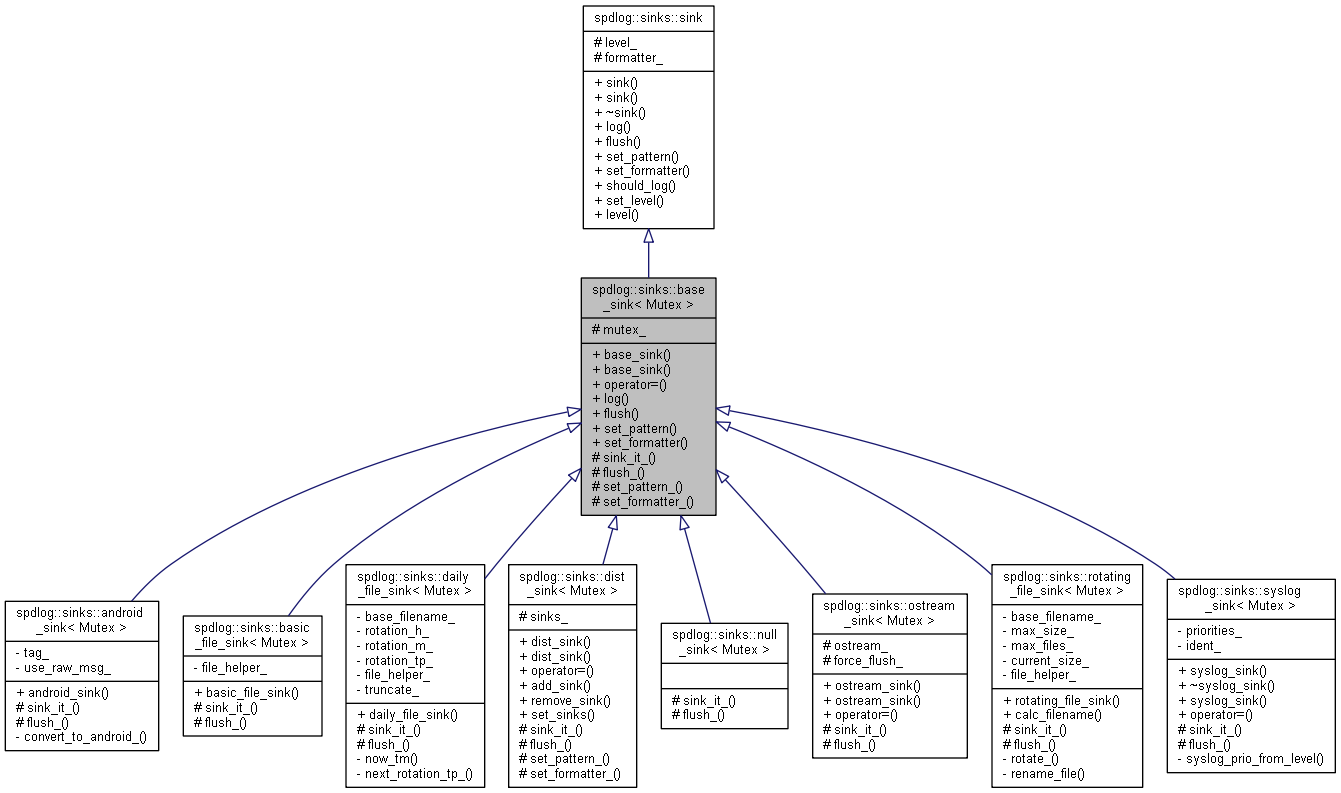 spdlog::sinks::sink
# level_
# formatter_
+ sink()
+ sink()
+ ~sink()
+ log()
+ flush()
+ set_pattern()
+ set_formatter()
+ should_log()
+ set_level()
+ level()
spdlog::sinks::base
_sink< Mutex >
# mutex_
+ base_sink()
+ base_sink()
+ operator=()
+ log()
+ flush()
+ set_pattern()
+ set_formatter()
# sink_it_()
# flush_()
# set_pattern_()
# set_formatter_()
spdlog::sinks::android
_sink< Mutex >
- tag_
- use_raw_msg_
+ android_sink()
# sink_it_()
# flush_()
- convert_to_android_()
spdlog::sinks::basic
_file_sink< Mutex >
- file_helper_
+ basic_file_sink()
# sink_it_()
# flush_()
spdlog::sinks::daily
_file_sink< Mutex >
- base_filename_
- rotation_h_
- rotation_m_
- rotation_tp_
- file_helper_
- truncate_
+ daily_file_sink()
# sink_it_()
# flush_()
- now_tm()
- next_rotation_tp_()
spdlog::sinks::dist
_sink< Mutex >
# sinks_
+ dist_sink()
+ dist_sink()
+ operator=()
+ add_sink()
+ remove_sink()
+ set_sinks()
# sink_it_()
# flush_()
# set_pattern_()
# set_formatter_()
spdlog::sinks::null
_sink< Mutex >
# sink_it_()
# flush_()
spdlog::sinks::ostream
_sink< Mutex >
# ostream_
# force_flush_
+ ostream_sink()
+ ostream_sink()
+ operator=()
# sink_it_()
# flush_()
spdlog::sinks::rotating
_file_sink< Mutex >
- base_filename_
- max_size_
- max_files_
- current_size_
- file_helper_
+ rotating_file_sink()
+ calc_filename()
# sink_it_()
# flush_()
- rotate_()
- rename_file()
spdlog::sinks::syslog
_sink< Mutex >
- priorities_
- ident_
+ syslog_sink()
+ ~syslog_sink()
+ syslog_sink()
+ operator=()
# sink_it_()
# flush_()
- syslog_prio_from_level()